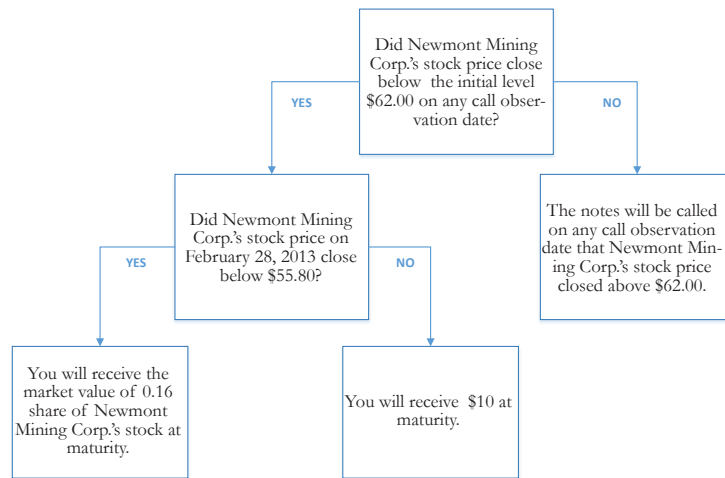 Did Newmont Mining
Corp.'s stock price close
below the initial level
$62.00 on any call obser-
vation date?
YES
NO
Did Newmont Mining
Corp.'s stock price on
February 28, 2013 close
below $55.80?
The notes will be called
on any call observation
date that Newmont Min-
ing Corp.'s stock price
closed above $62.00.
YES
NO
You will receive the
market value of 0.16
share of Newmont
Mining Corp.'s stock at
maturity.
You will receive $10 at
maturity.